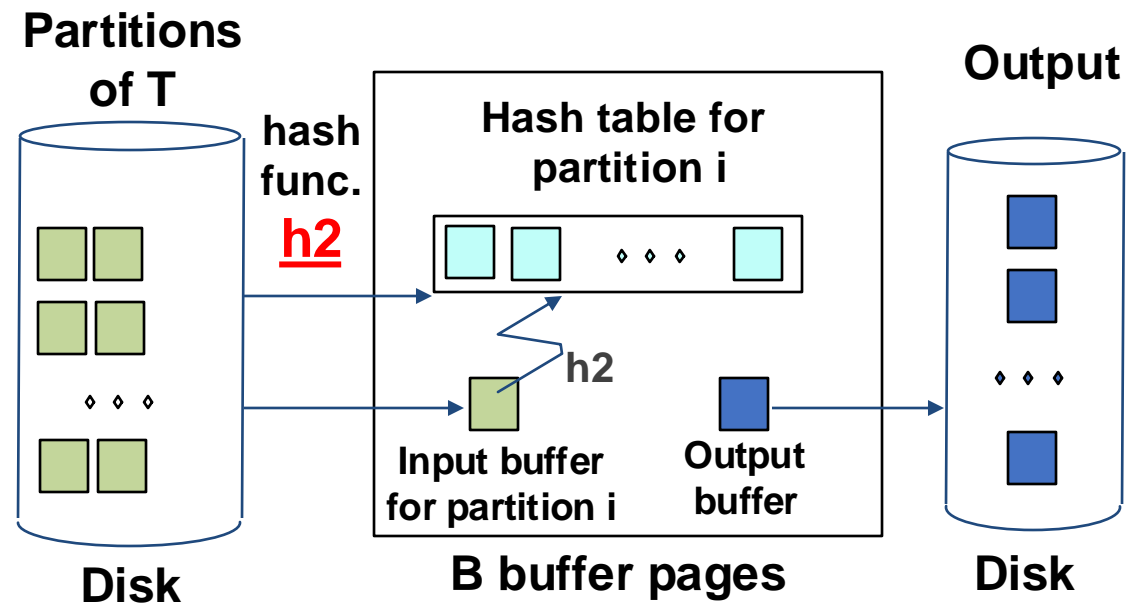 Partitions
of T
hash
func.
h2
Hash table for
partition i
Output
h2
Input buffer
for partition i
Output
buffer
Disk
B buffer pages
Disk